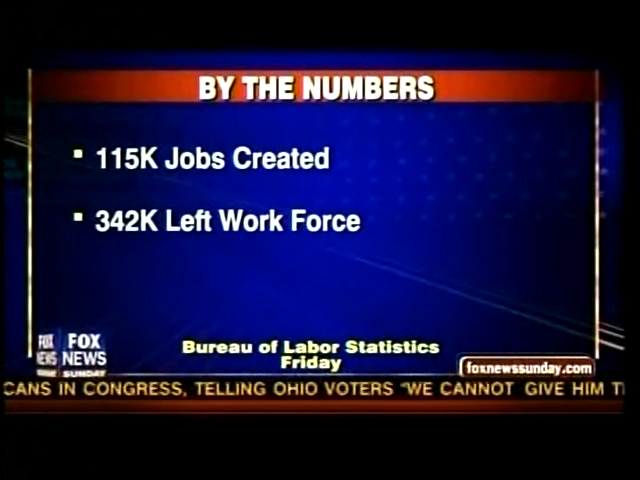 BY THE NUMBERS
115K Jobs Created
342K Left Work Force
FOX
NEWS
SUNDAY
Bureau of Labor Statistics
Friday
foxnewssunday.com
CANS IN CONGRESS, TELLING OHIO VOTERS "WE CANNOT GIVE HIM